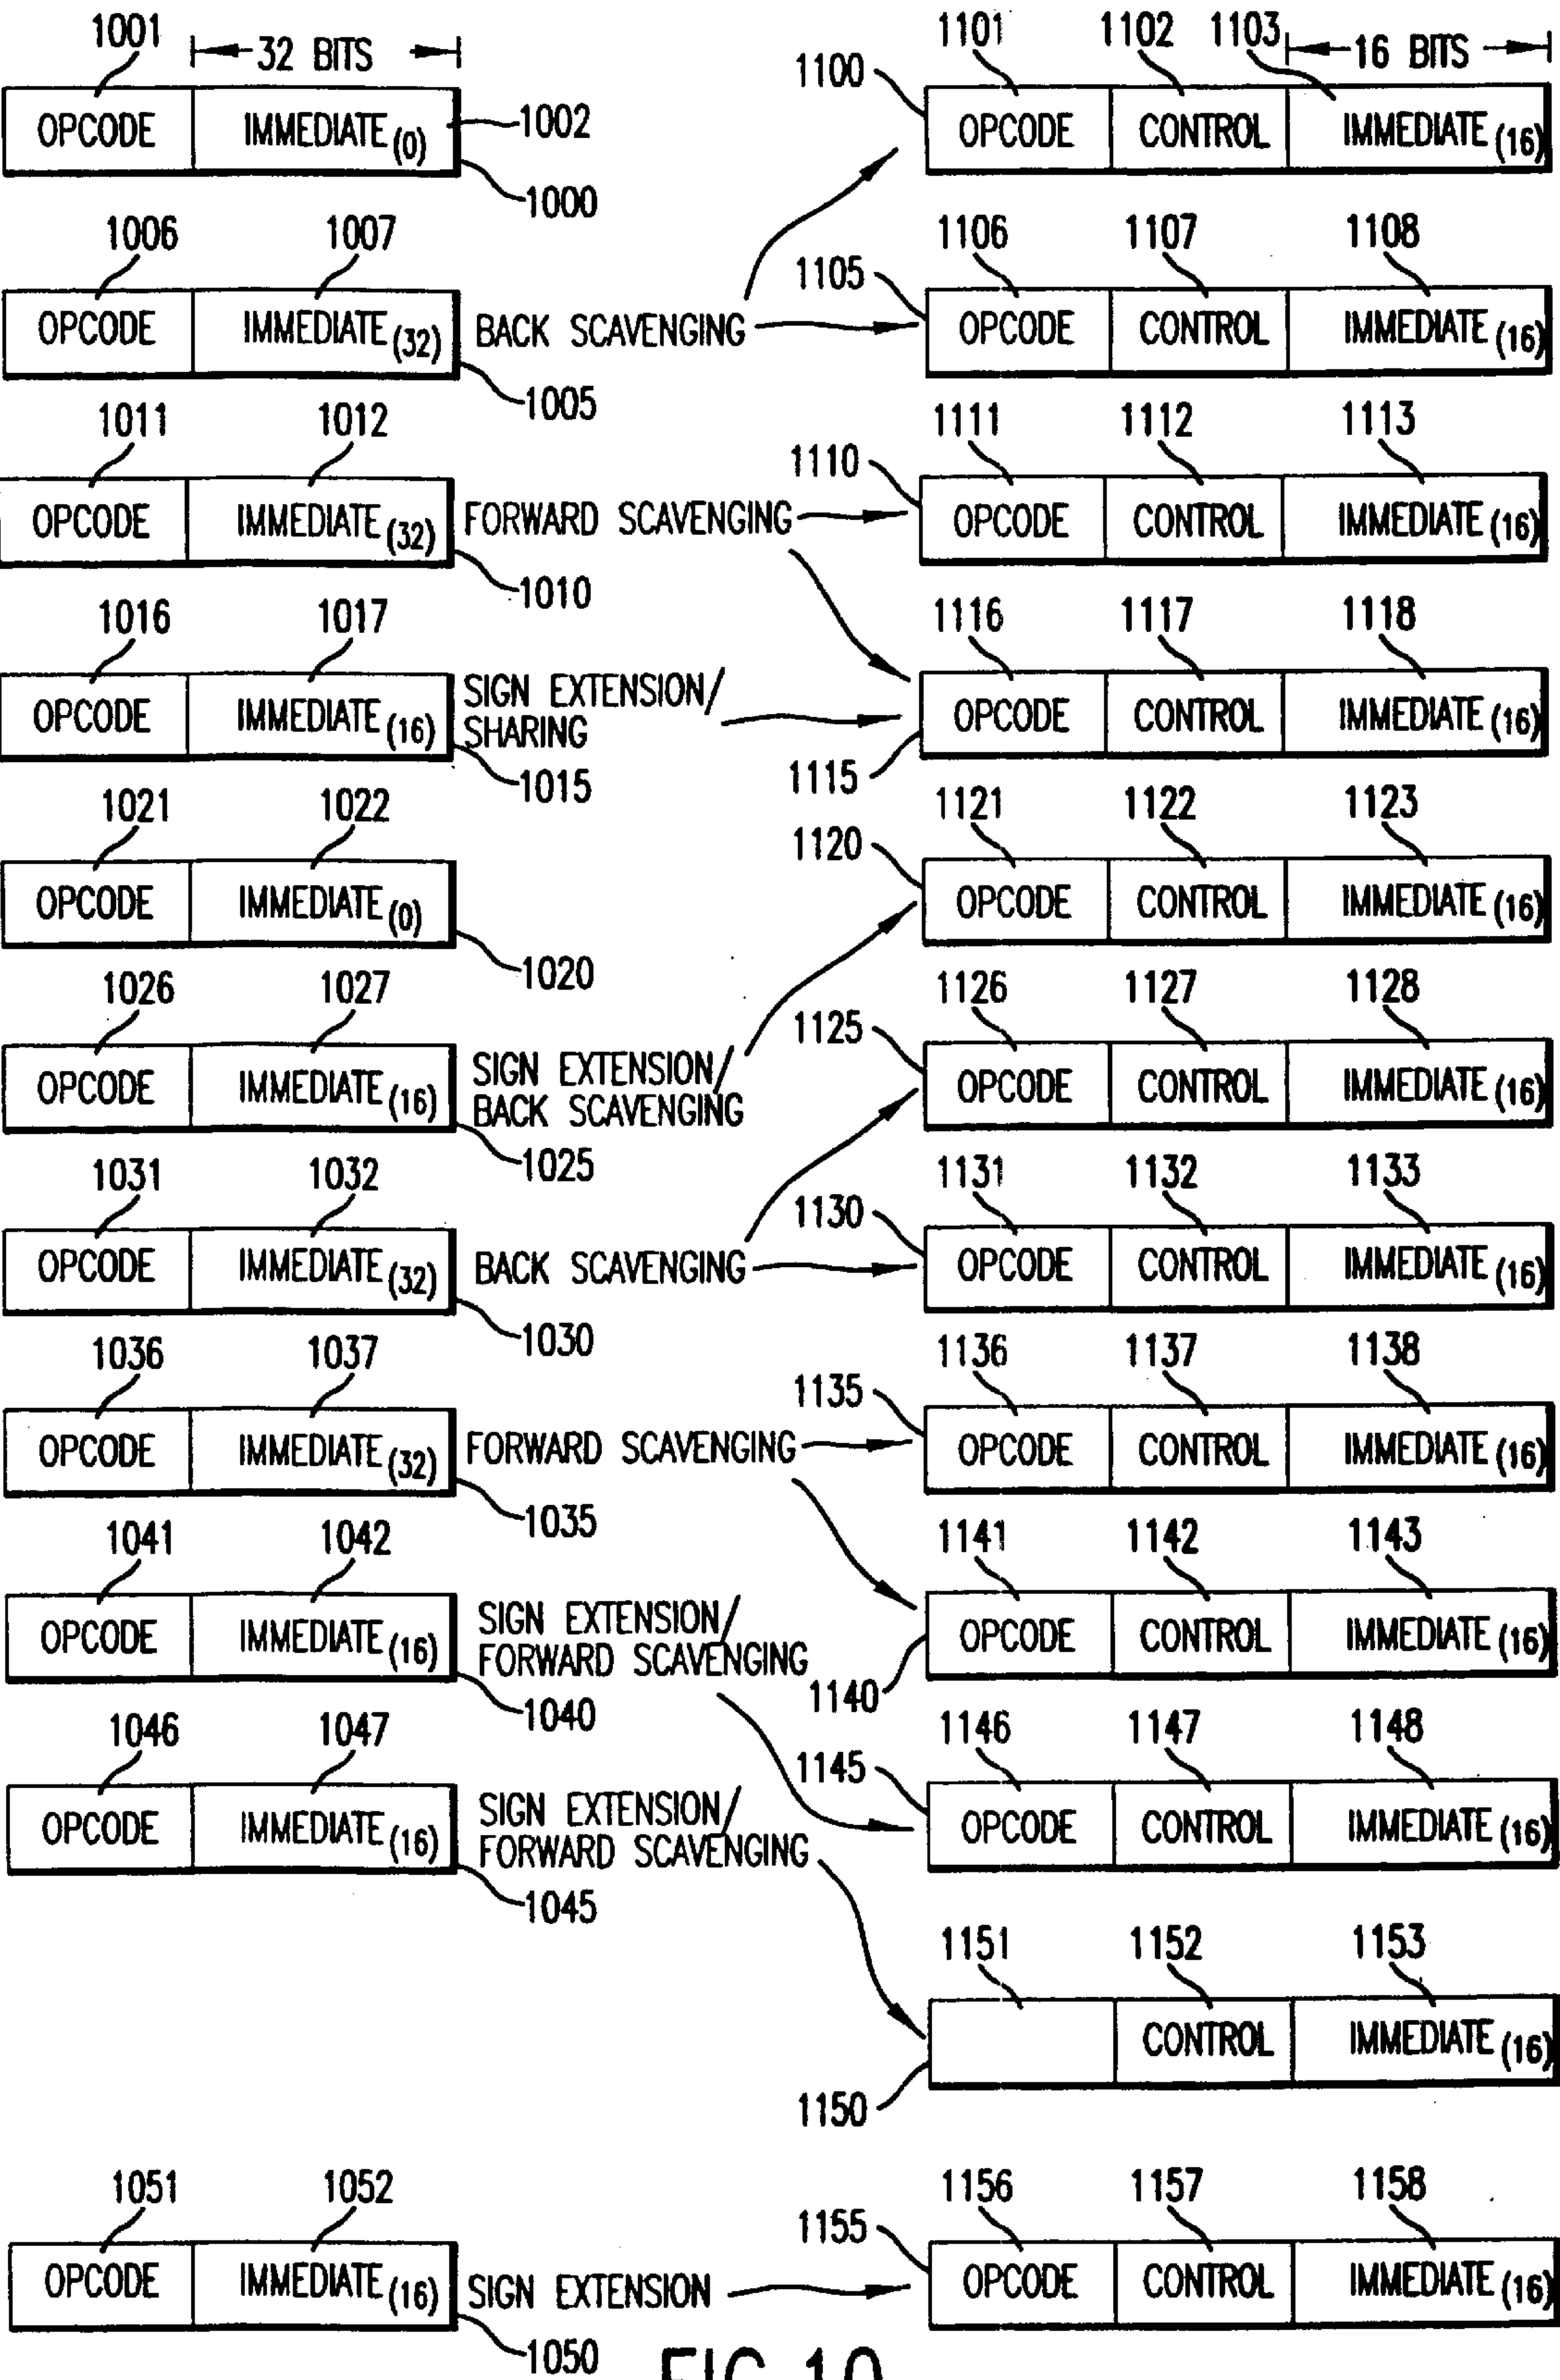 1001 |← 32 BITS →| 1101 1102 1103 |← 16 BITS →|
1100
OPCODE IMMEDIATE(0) 1002 OPCODE CONTROL IMMEDIATE(16)
1000
1006 1007 1106 1107 1108
1105
OPCODE IMMEDIATE(32) BACK SCAVENGING OPCODE CONTROL IMMEDIATE(16)
1005
1011 1012 1111 1112 1113
1110
OPCODE IMMEDIATE(32) FORWARD SCAVENGING OPCODE CONTROL IMMEDIATE(16)
1010
1016 1017 1116 1117 1118
SIGN EXTENSION/
OPCODE IMMEDIATE(16) SHARING OPCODE CONTROL IMMEDIATE(16)
1015 1115
1021 1022 1121 1122 1123
1120
OPCODE IMMEDIATE(0) OPCODE CONTROL IMMEDIATE(16)
1020
1026 1027 1126 1127 1128
1125
SIGN EXTENSION/
OPCODE IMMEDIATE(16) BACK SCAVENGING OPCODE CONTROL IMMEDIATE(16)
1025
1031 1032 1131 1132 1133
1130
OPCODE IMMEDIATE(32) BACK SCAVENGING OPCODE CONTROL IMMEDIATE(16)
1030
1036 1037 1136 1137 1138
1135
OPCODE IMMEDIATE(32) FORWARD SCAVENGING OPCODE CONTROL IMMEDIATE(16)
1035
1041 1042 1141 1142 1143
SIGN EXTENSION/
OPCODE IMMEDIATE(16) FORWARD SCAVENGING OPCODE CONTROL IMMEDIATE(16)
1040 1140
1046 1047 1146 1147 1148
1145
SIGN EXTENSION/
OPCODE IMMEDIATE(16) FORWARD SCAVENGING OPCODE CONTROL IMMEDIATE(16)
1045
1151 1152 1153
CONTROL IMMEDIATE(16)
1150
1051 1052 1156 1157 1158
1155
OPCODE IMMEDIATE(16) SIGN EXTENSION OPCODE CONTROL IMMEDIATE(16)
1050
FIG.10